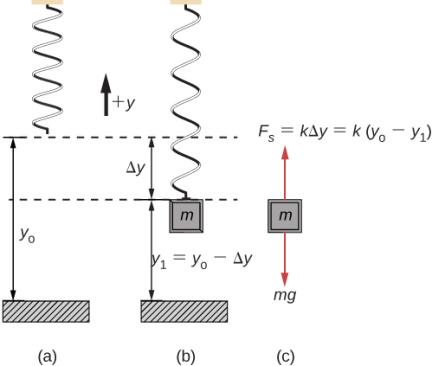 +y
F_s = kΔy = k (y_o − y_1)
Δy
m
m
y_o
y_1 = y_o − Δy
mg
(a)
(b)
(c)